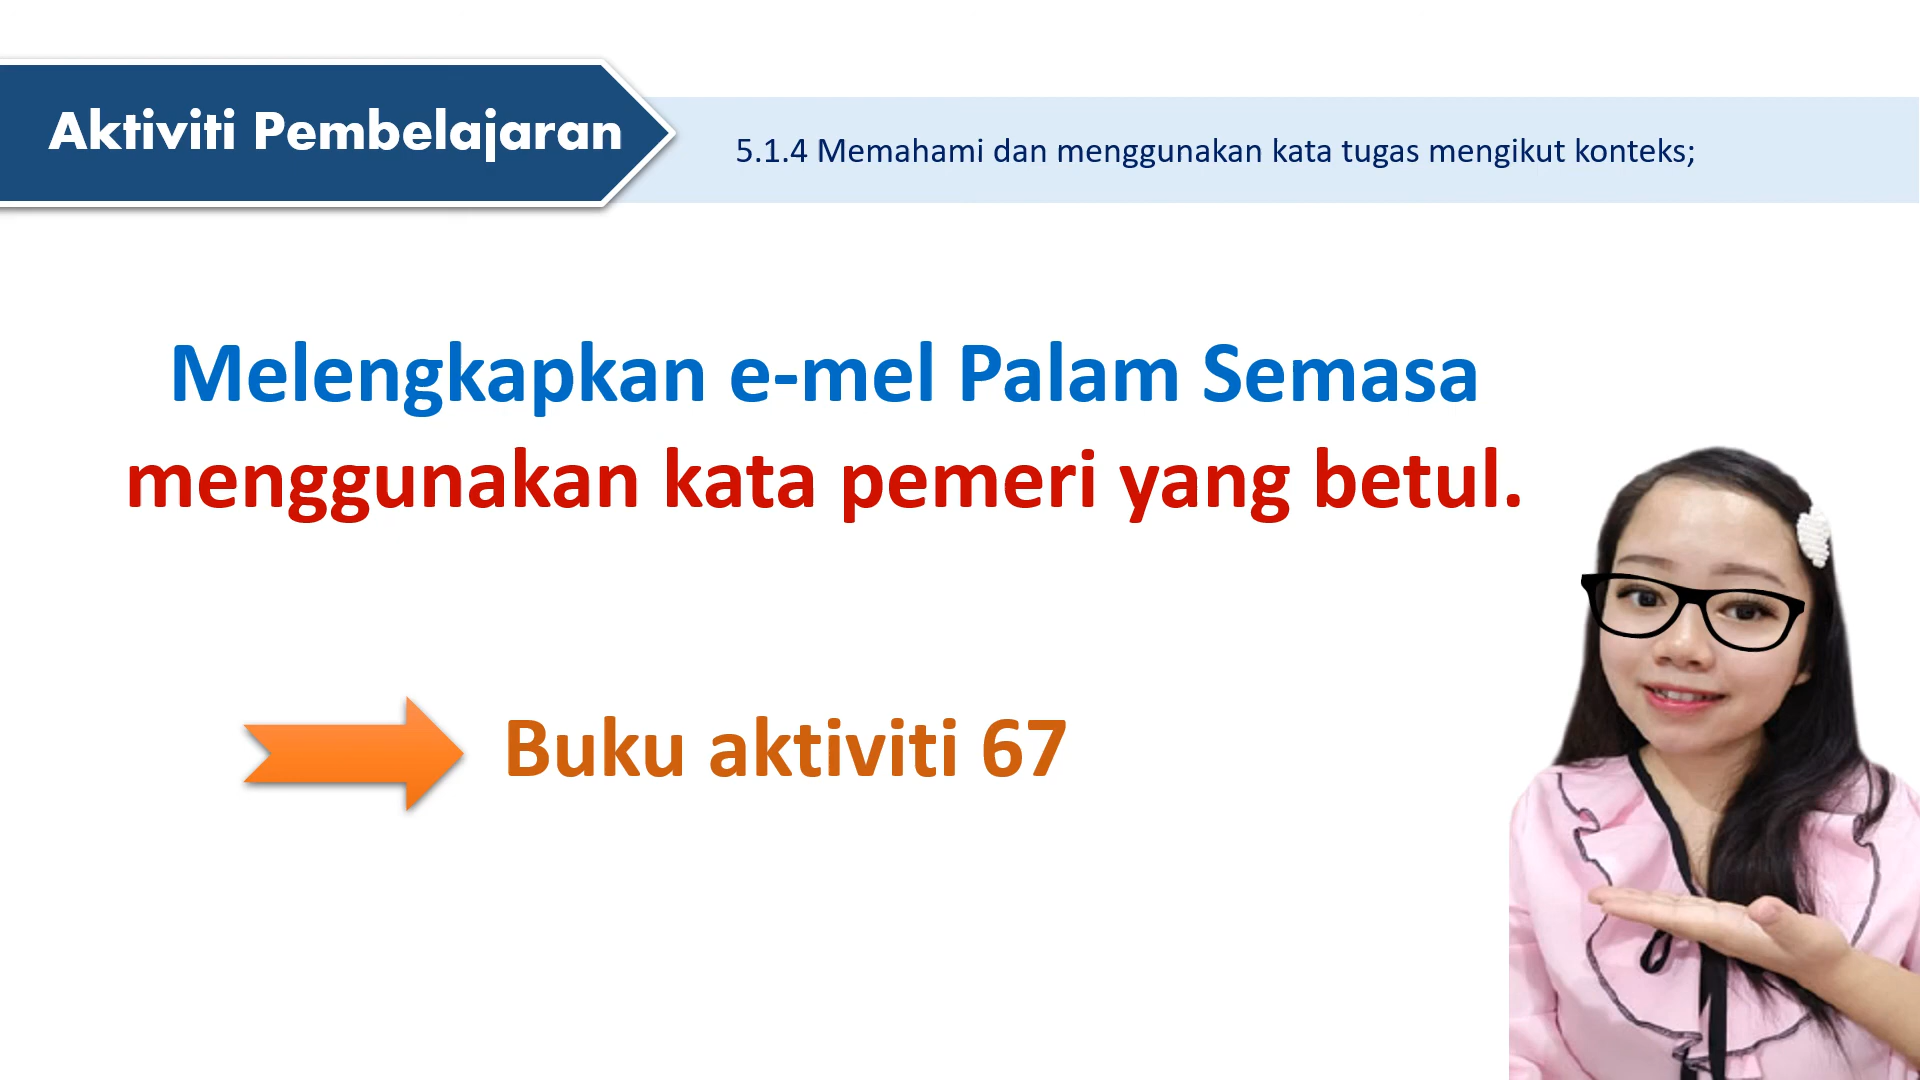 Aktiviti Pembelajaran
5.1.4 Memahami dan menggunakan kata tugas mengikut konteks;
Melengkapkan e-mel Palam Semasa
menggunakan kata pemeri yang betul.
Buku aktiviti 67